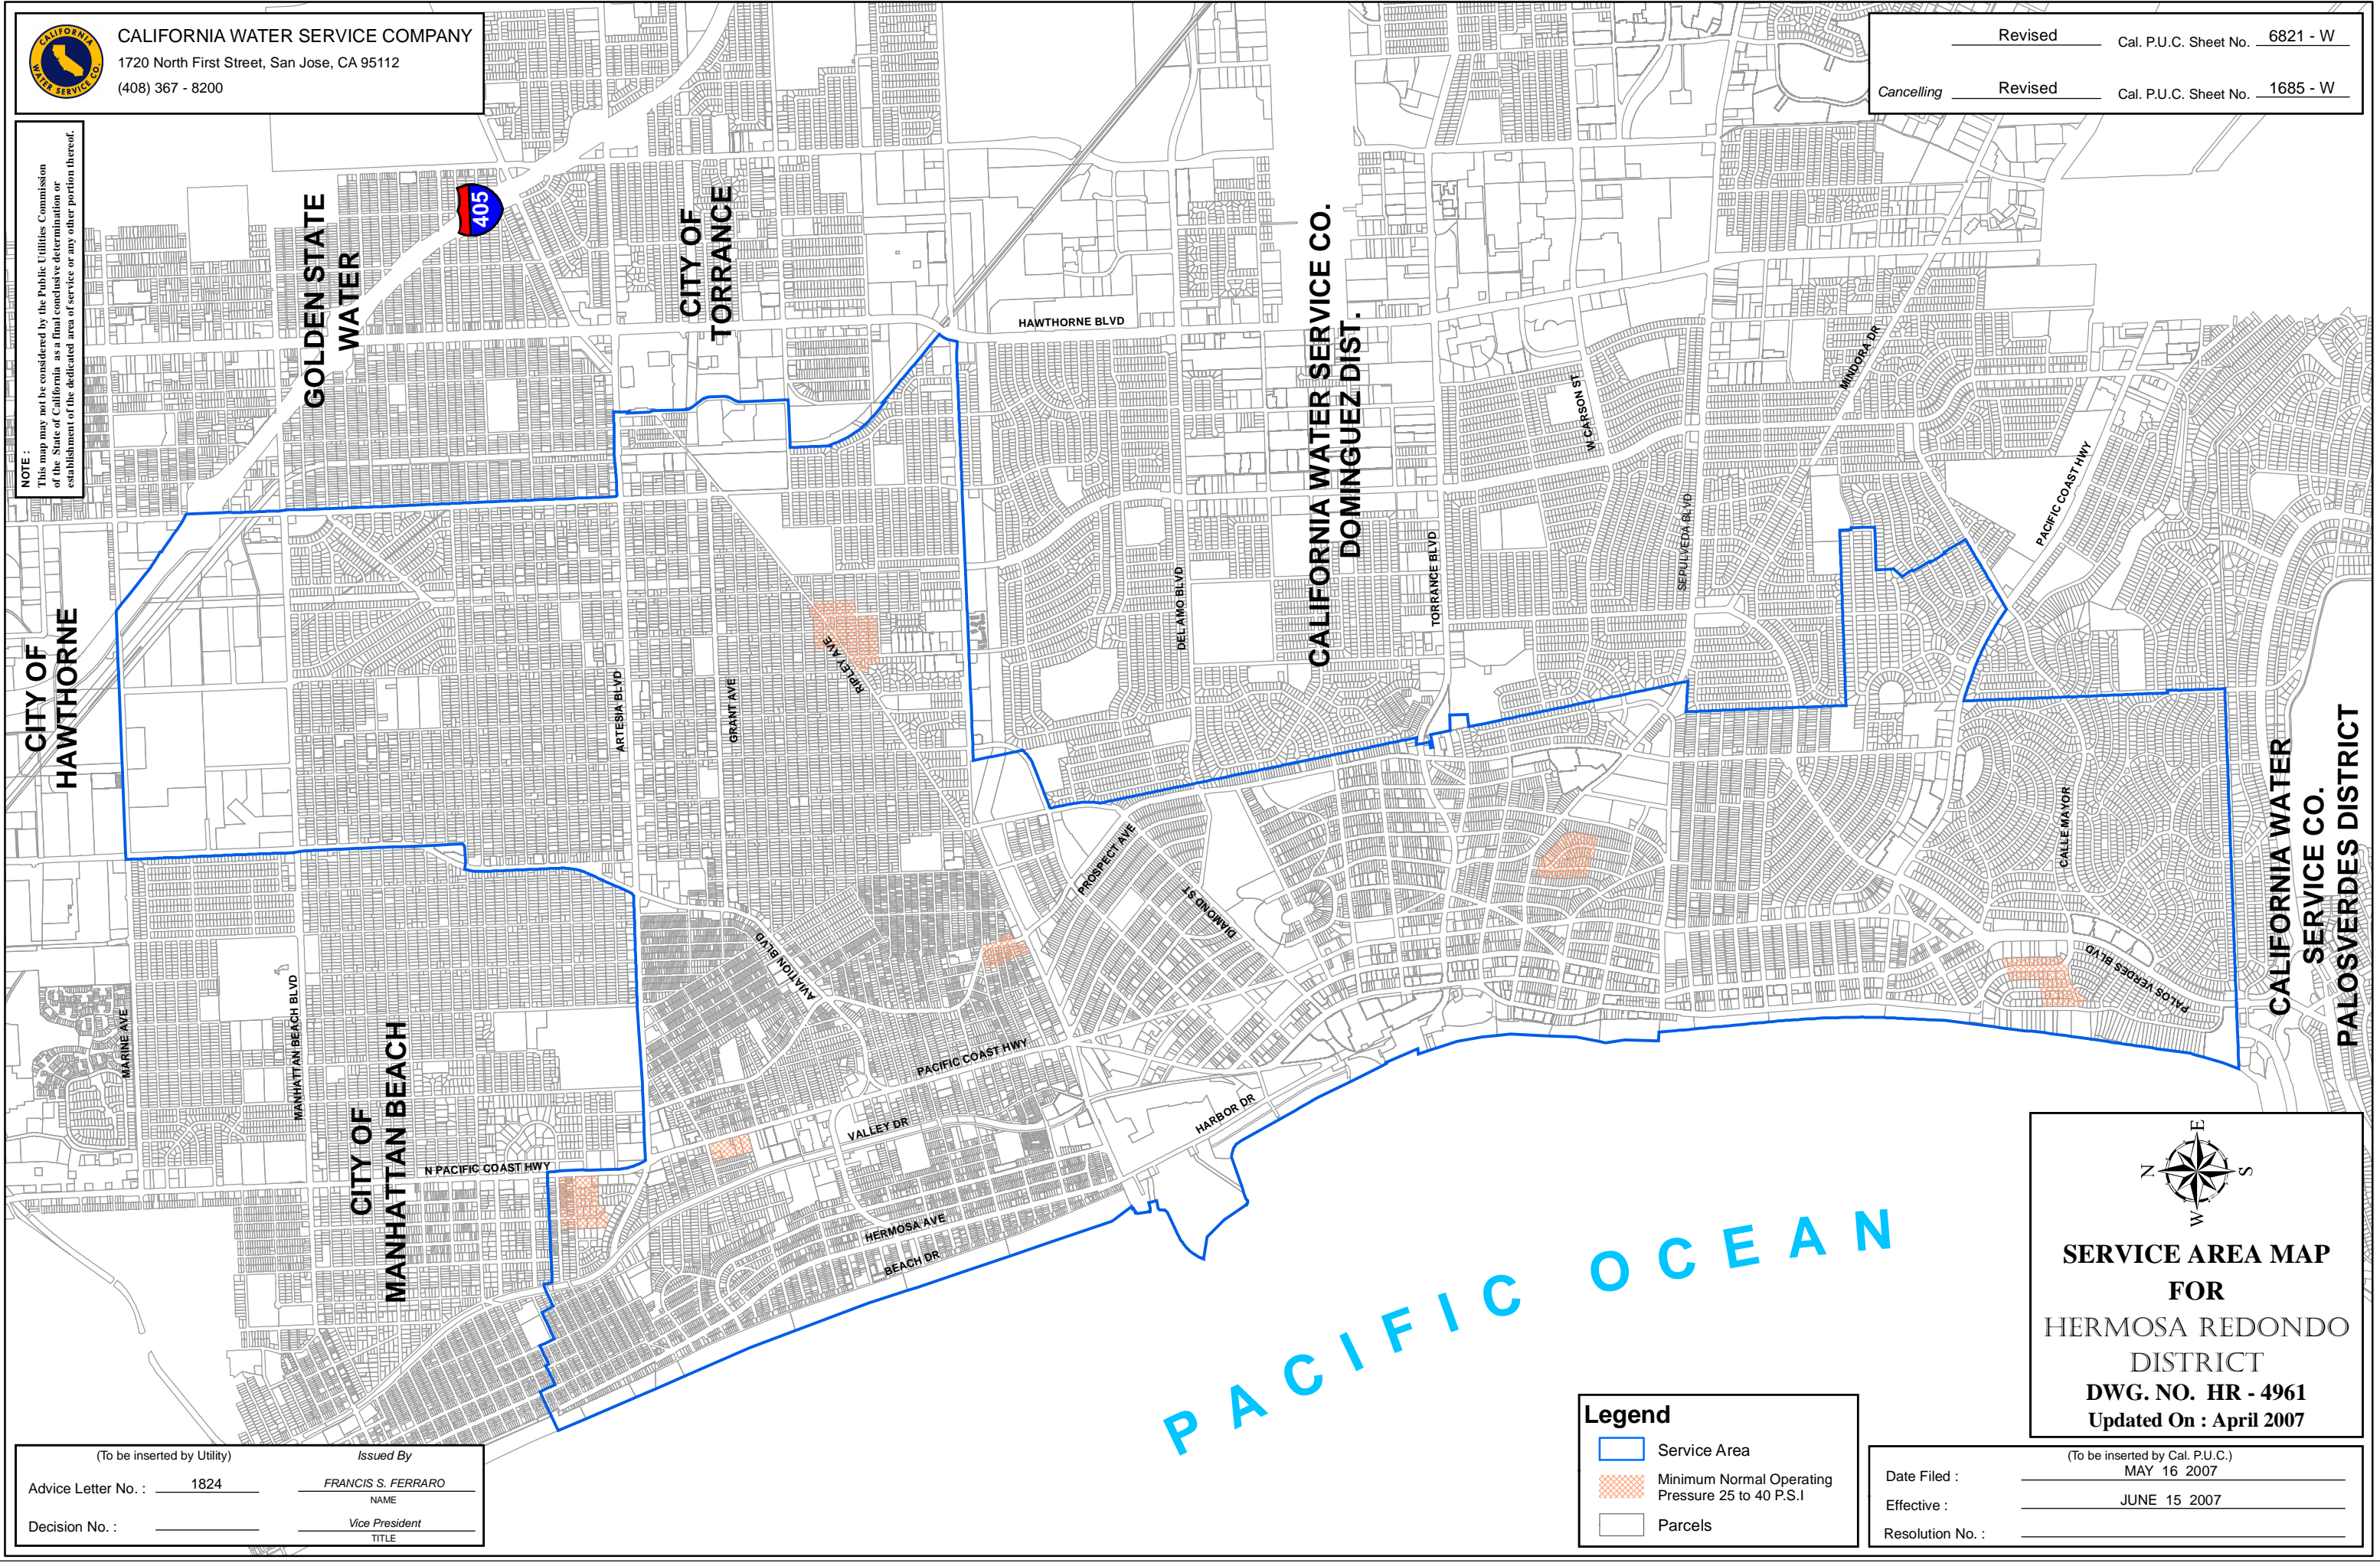 CALIFORNIA
WATER SERVICE CO.
CALIFORNIA WATER SERVICE COMPANY
1720 North First Street, San Jose, CA 95112
(408) 367 - 8200
Revised Cal. P.U.C. Sheet No. 6821 - W
Cancelling Revised Cal. P.U.C. Sheet No. 1685 - W
NOTE :
This map may not be considered by the Public Utilities Commission
of the State of California as a final conclusive determination or
establishment of the dedicated area of service or any other portion thereof.
GOLDEN STATE
WATER
405
CITY OF
TORRANCE
HAWTHORNE BLVD
CALIFORNIA WATER SERVICE CO.
DOMINGUEZ DIST.
W CARSON ST
MINDORA DR
PACIFIC COAST HWY
SEPULVEDA BLVD
TORRANCE BLVD
DEL AMO BLVD
CITY OF
HAWTHORNE
RIPLEY AVE
ARTESIA BLVD
GRANT AVE
PROSPECT AVE
DIAMOND ST
CALLE MAYOR
PALOS VERDES BLVD
CALIFORNIA WATER
SERVICE CO.
PALOSVERDES DISTRICT
AVIATION BLVD
MARINE AVE
MANHATTAN BEACH BLVD
CITY OF
MANHATTAN BEACH
PACIFIC COAST HWY
VALLEY DR
HARBOR DR
N PACIFIC COAST HWY
HERMOSA AVE
BEACH DR
PACIFIC OCEAN
E
N
S
W
SERVICE AREA MAP
FOR
HERMOSA REDONDO
DISTRICT
DWG. NO. HR - 4961
Updated On : April 2007
Legend
Service Area
Minimum Normal Operating
Pressure 25 to 40 P.S.I
Parcels
(To be inserted by Utility) Issued By
Advice Letter No. : 1824 FRANCIS S. FERRARO
NAME
Decision No. : Vice President
TITLE
(To be inserted by Cal. P.U.C.)
Date Filed : MAY 16 2007
Effective : JUNE 15 2007
Resolution No. :